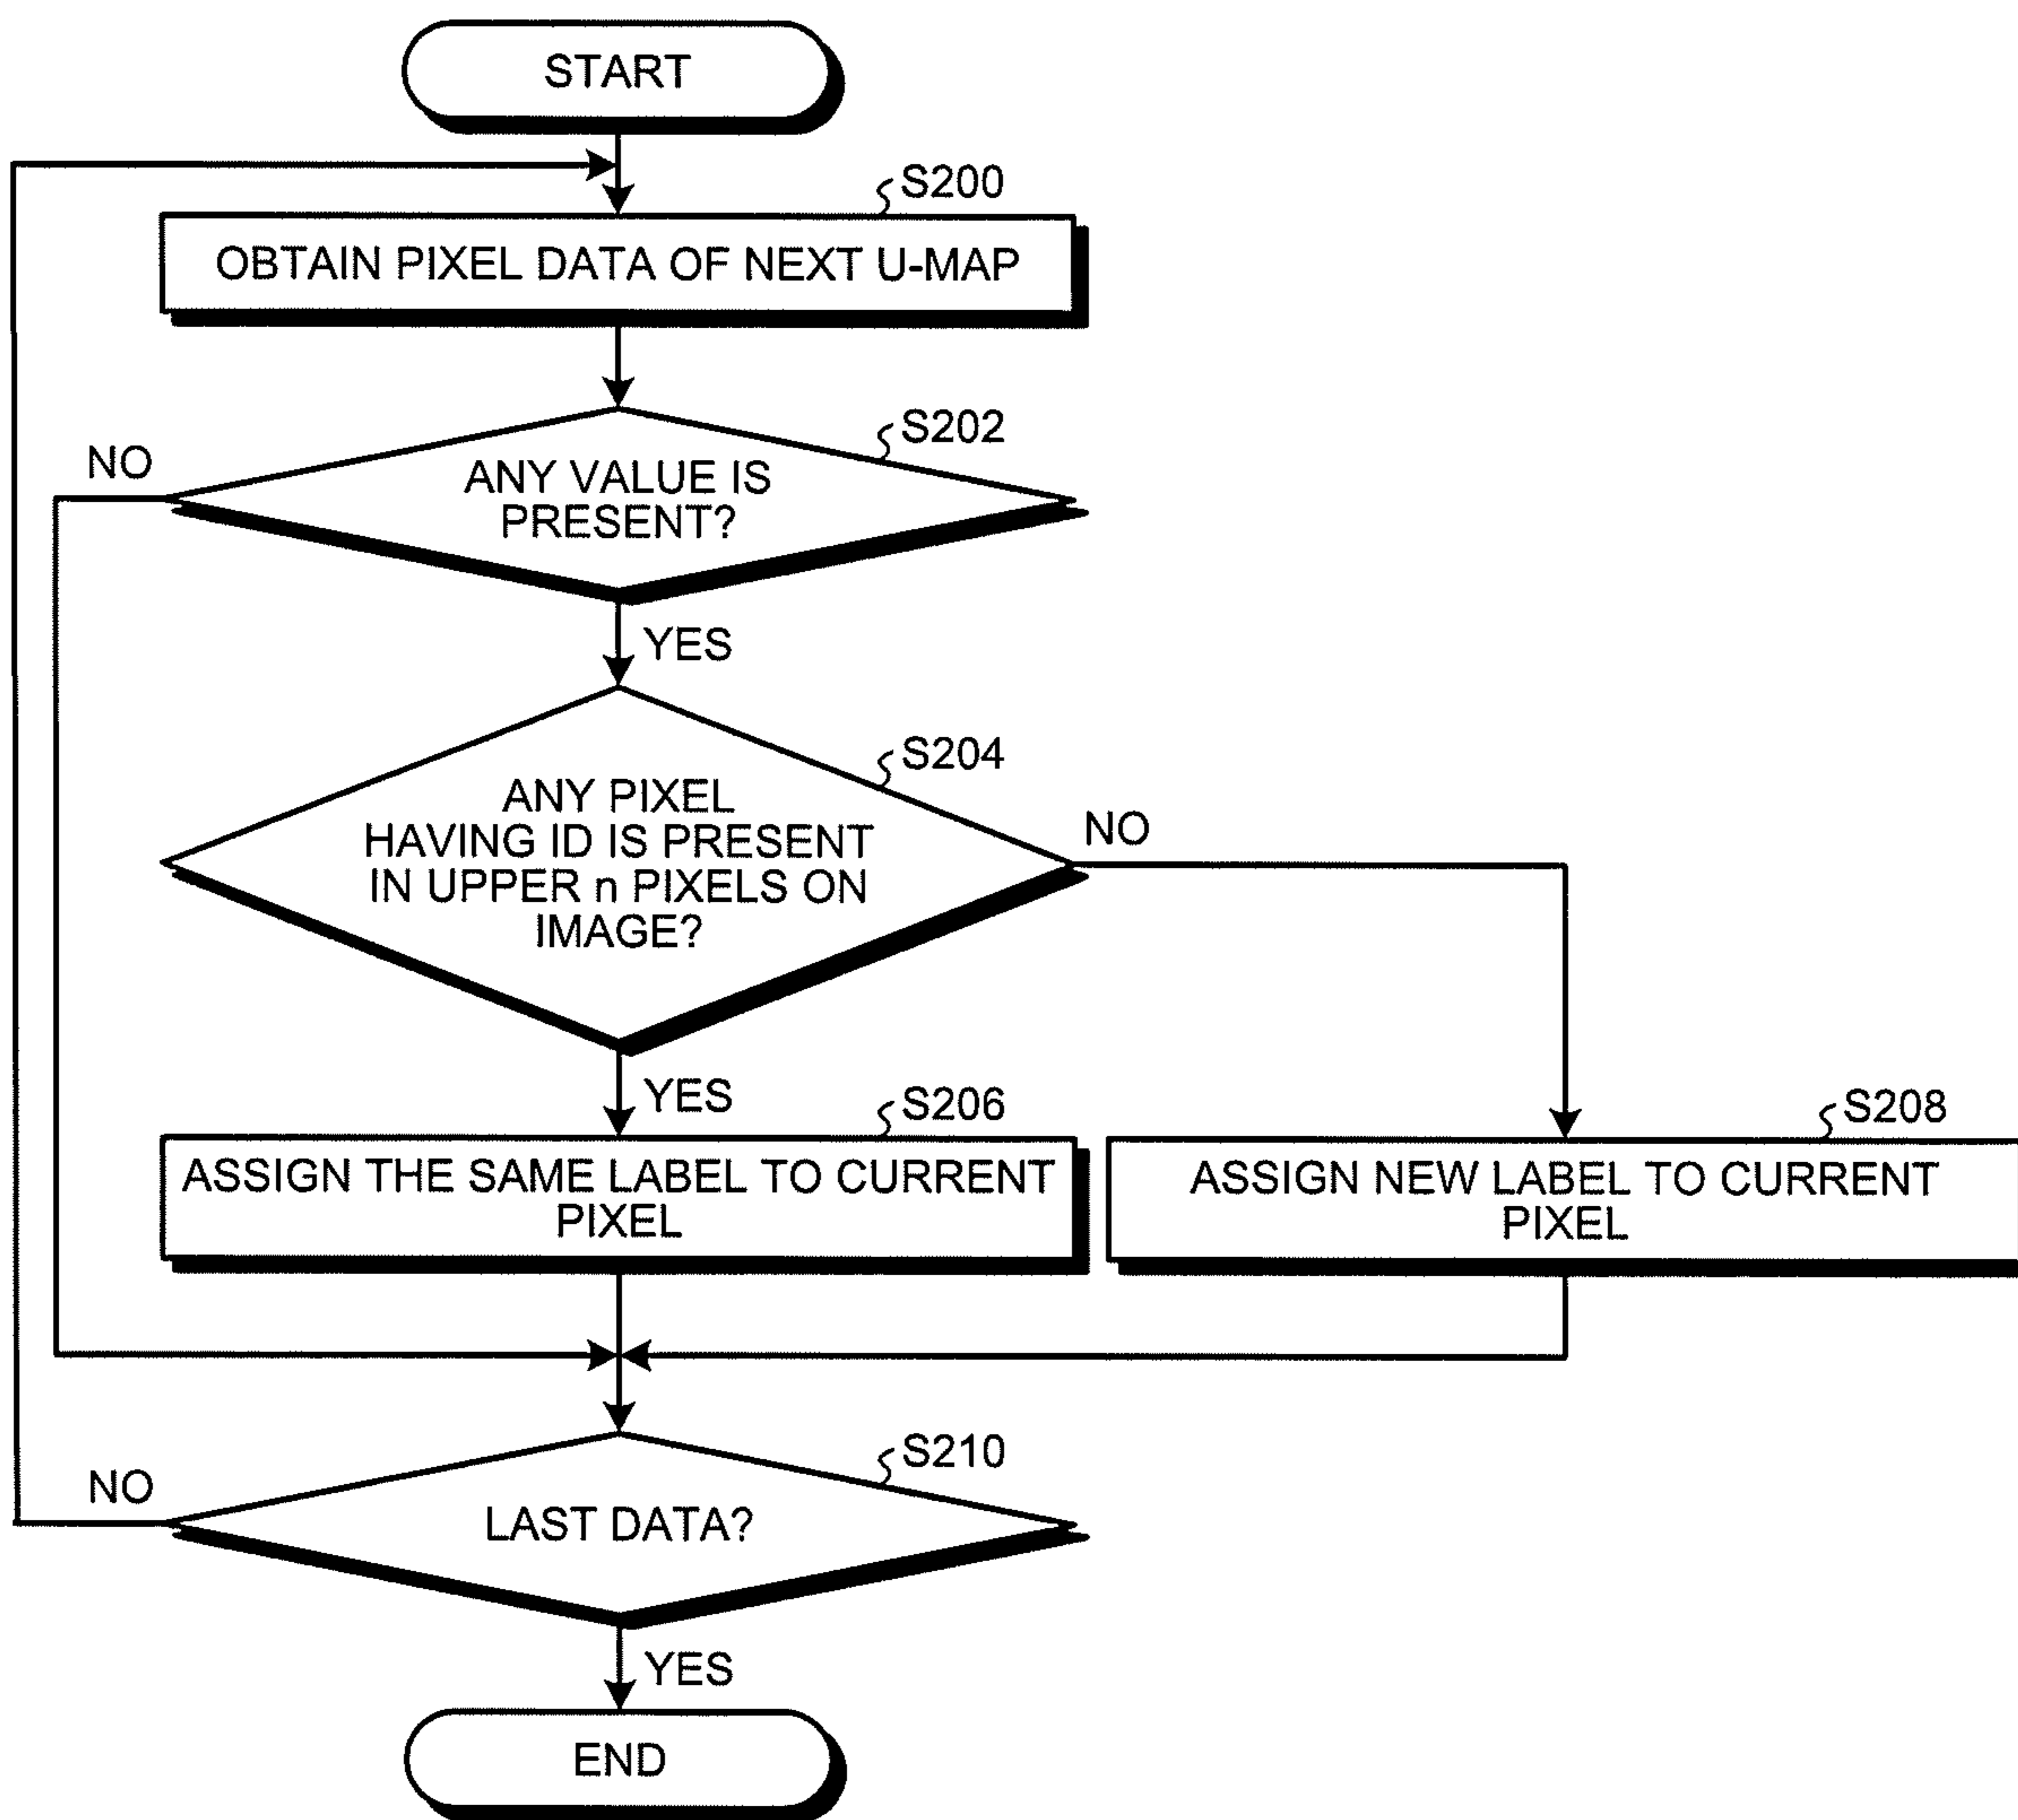 START
S200
OBTAIN PIXEL DATA OF NEXT U-MAP
S202
NO
ANY VALUE IS
PRESENT?
YES
S204
ANY PIXEL
HAVING ID IS PRESENT
IN UPPER n PIXELS ON
IMAGE?
NO
YES
S206
ASSIGN THE SAME LABEL TO CURRENT
PIXEL
S208
ASSIGN NEW LABEL TO CURRENT
PIXEL
S210
NO
LAST DATA?
YES
END